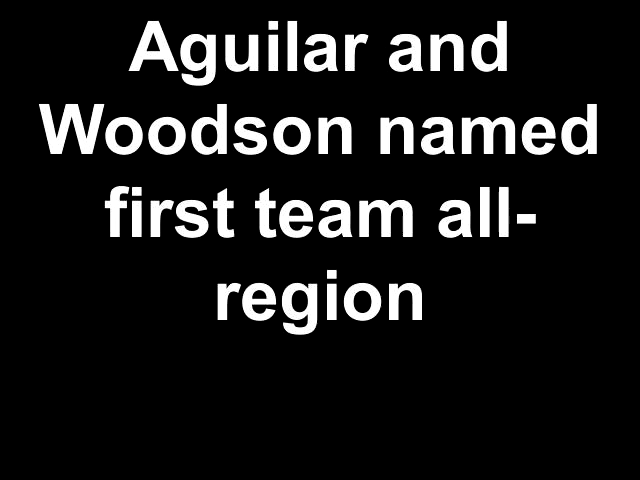 Aguilar and
Woodson named
first team all-
region